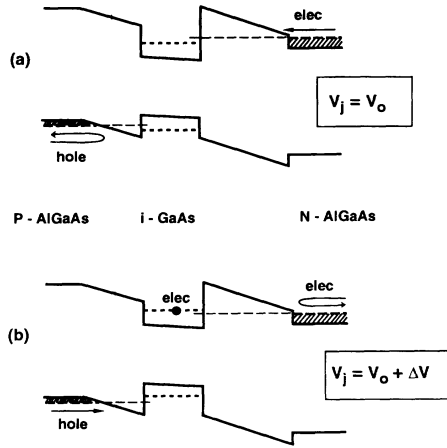 elec
(a)
V_j = V_o
hole
P - AlGaAs i - GaAs N - AlGaAs
elec
elec
(b)
V_j = V_o + ΔV
hole